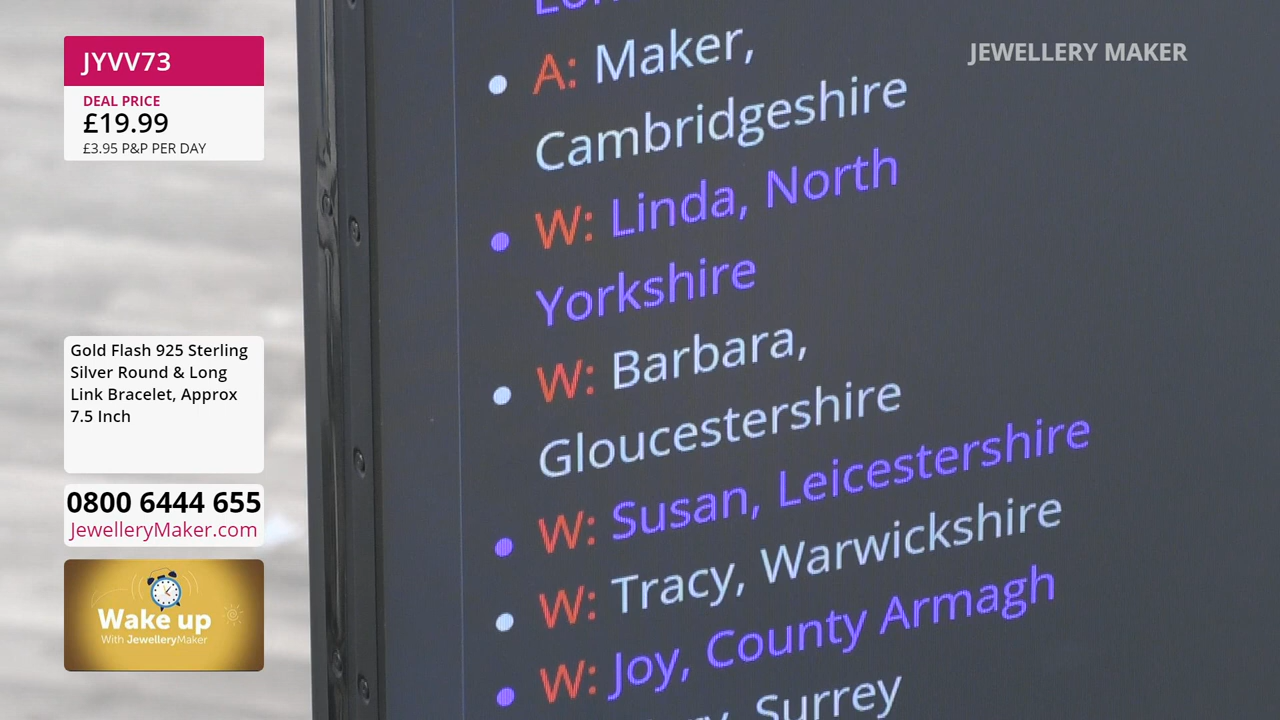 JYVV73
DEAL PRICE
£19.99
£3.95 P&P PER DAY
Gold Flash 925 Sterling
Silver Round & Long
Link Bracelet, Approx
7.5 Inch
0800 6444 655
JewelleryMaker.com
Wake up
With JewelleryMaker
JEWELLERY MAKER
A: Maker,
Cambridgeshire
W: Linda, North
Yorkshire
W: Barbara,
Gloucestershire
W: Susan, Leicestershire
W: Tracy, Warwickshire
W: Joy, County Armagh
Surrey